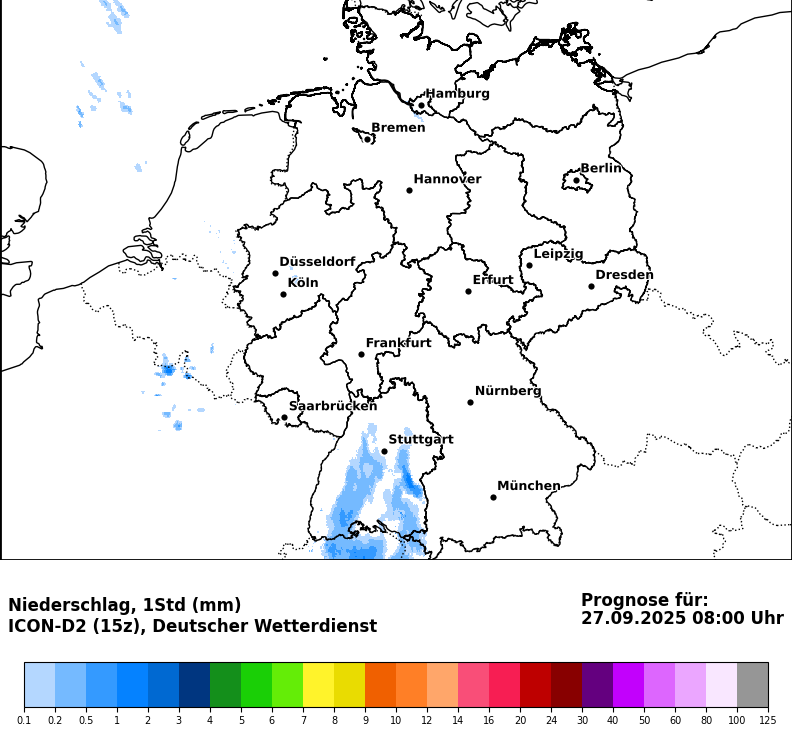 Hamburg
Bremen
Hannover
Berlin
Düsseldorf
Köln
Leipzig
Erfurt
Dresden
Frankfurt
Nürnberg
Saarbrücken
Stuttgart
München
Niederschlag, 1Std (mm)
ICON-D2 (15z), Deutscher Wetterdienst
Prognose für:
27.09.2025 08:00 Uhr
0.1 0.2 0.5 1 2 3 4 5 6 7 8 9 10 12 14 16 20 24 30 40 50 60 80 100 125